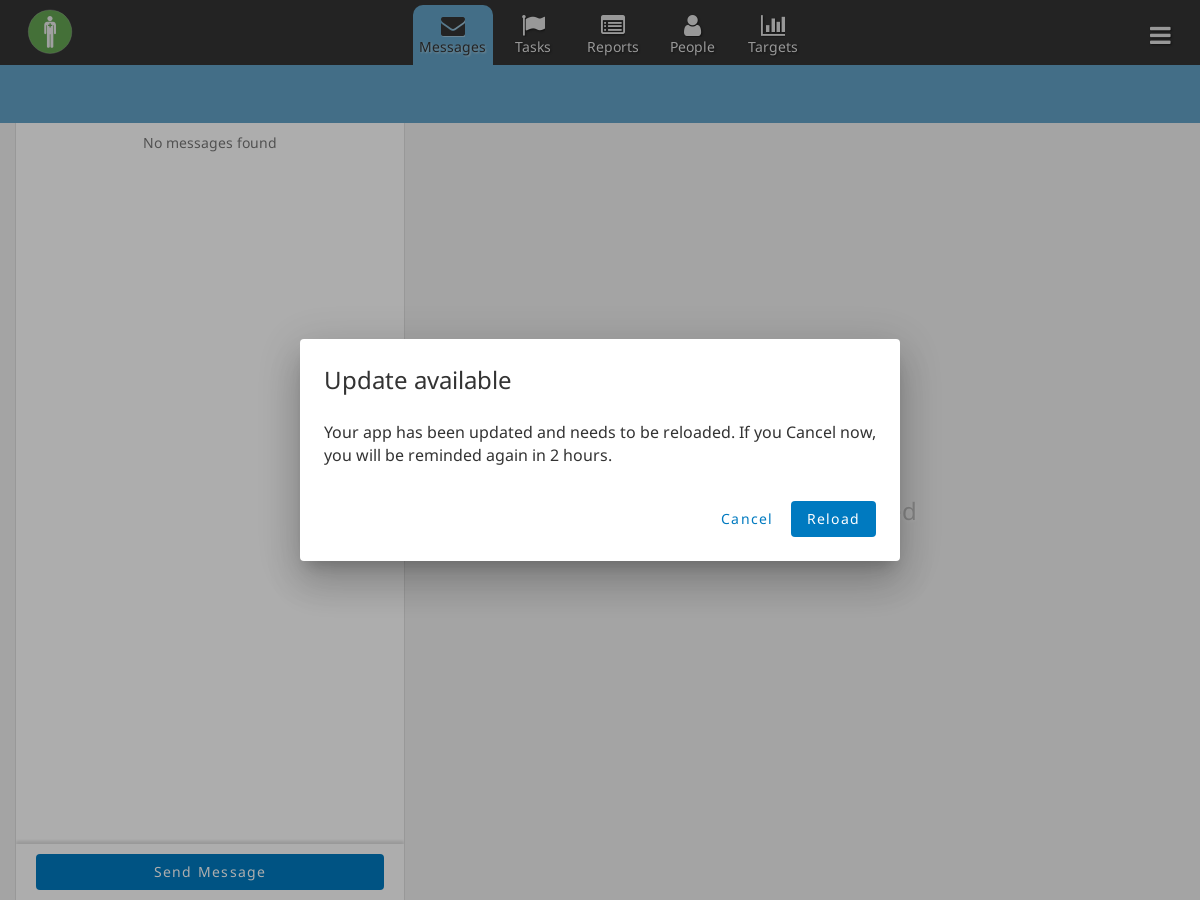 Messages
Tasks
Reports
People
Targets
No messages found
Update available
Your app has been updated and needs to be reloaded. If you Cancel now,
you will be reminded again in 2 hours.
Cancel
Reload
Send Message